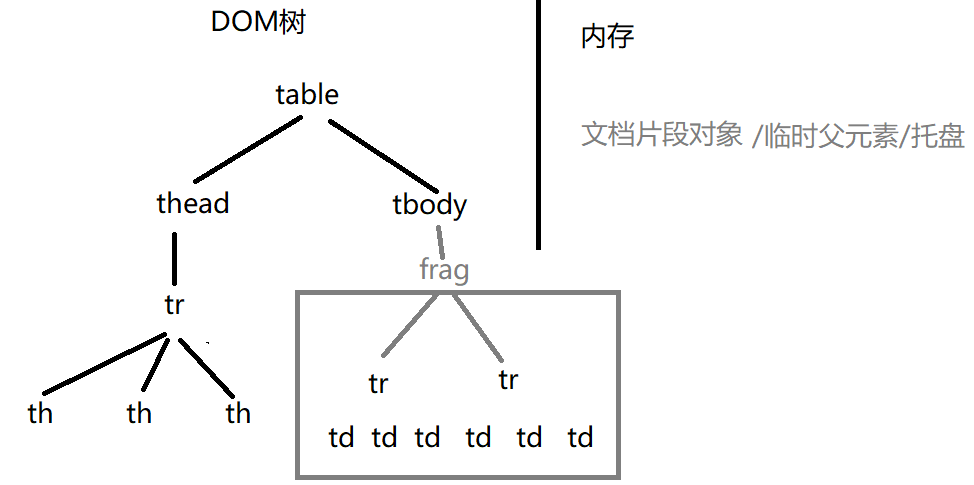 DOM树
内存
table
文档片段对象 /临时父元素/托盘
thead
tbody
frag
tr
tr
tr
th th th
td td td td td td